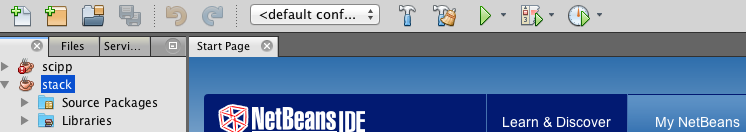 <default conf...
Files
Servi...
Start Page
scipp
stack
Source Packages
Libraries
NetBeans IDE
Learn & Discover
My NetBeans